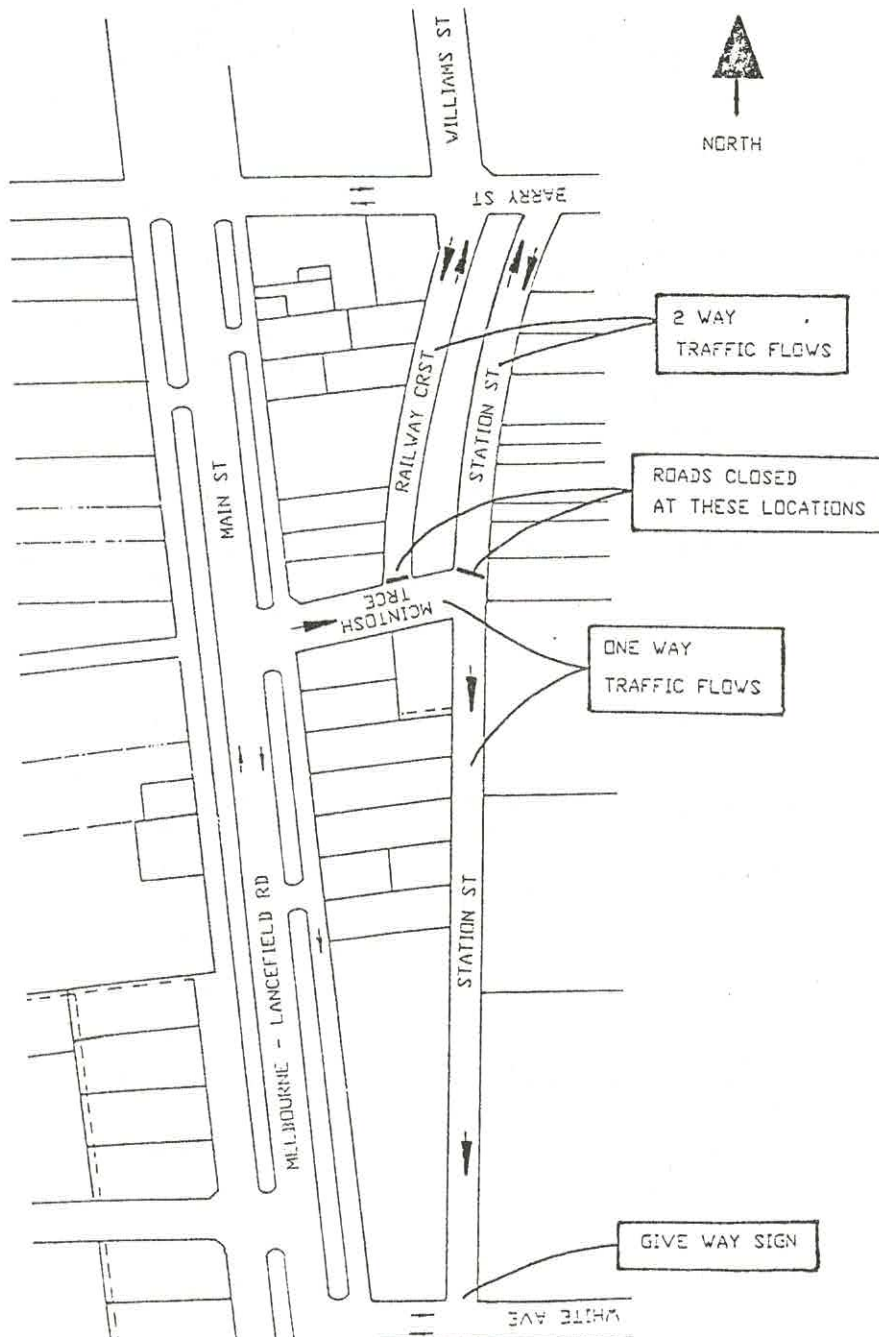 WILLIAMS ST
NORTH
BARRY ST
2 WAY
TRAFFIC FLOWS
RAILWAY CRST
STATION ST
MAIN ST
ROADS CLOSED
AT THESE LOCATIONS
MCINTOSH
TRCE
ONE WAY
TRAFFIC FLOWS
STATION ST
MELBOURNE - LANCEFIELD RD
GIVE WAY SIGN
WHITE AVE